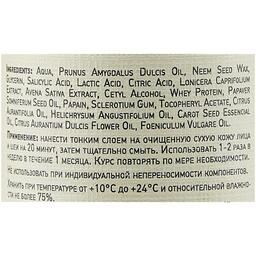 INGREDIENTS: AQUA, PRUNUS AMYGDALUS DULCIS OIL, NEEM SEED WAX,
GLYCERIN, SALICYLIC ACID, LACTIC ACID, CITRIC ACID, LONICERA CAPRIFOLIUM
EXTRACT, AVENA SATIVA EXTRACT, CETYL ALCOHOL, WHEY PROTEIN, PAPAVER
SOMNIFERUM SEED OIL, PAPAIN, SCLEROTIUM GUM, TOCOPHERYL ACETATE, CITRUS
AURANTIFOLIA OIL, HELICHRYSUM ANGUSTIFOLIUM OIL, CAROT SEED ESSENTIAL
OIL, CITRUS AURANTIUM DULCIS FLOWER OIL, FOENICULUM VULGARE OIL.
ПРИМЕНЕНИЕ: НАНЕСТИ ТОНКИМ СЛОЕМ НА ОЧИЩЕННУЮ СУХУЮ КОЖУ ЛИЦА
И ШЕИ НА 20 МИНУТ, ЗАТЕМ ТЩАТЕЛЬНО СМЫТЬ. ИСПОЛЬЗОВАТЬ 1-2 РАЗА В
НЕДЕЛЮ В ТЕЧЕНИЕ 1 МЕСЯЦА. КУРС ПОВТОРЯТЬ ПО МЕРЕ НЕОБХОДИМОСТИ.
НЕ ИСПОЛЬЗОВАТЬ ПРИ ИНДИВИДУАЛЬНОЙ НЕПЕРЕНОСИМОСТИ КОМПОНЕНТОВ.
ХРАНИТЬ ПРИ ТЕМПЕРАТУРЕ ОТ +10°C ДО +24°C И ОТНОСИТЕЛЬНОЙ ВЛАЖНО-
СТИ НЕ БОЛЕЕ 75%.